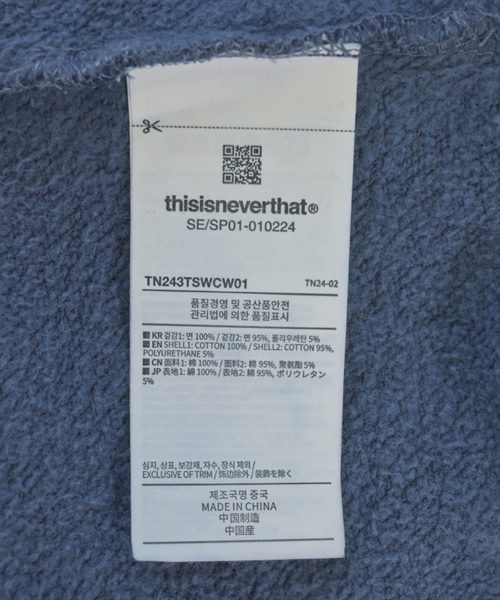 thisisneverthat®
SE/SP01-010224
TN243TSWCW01 TN24-02
품질경영 및 공산품안전
관리법에 의한 품질표시
KR 겉감1: 면 100% / 겉감2: 면 95%, 폴리우레탄 5%
EN SHELL1: COTTON 100% / SHELL2: COTTON 95%,
POLYURETHANE 5%
CN 面料1: 棉 100% / 面料2: 棉 95%, 聚氨酯 5%
JP 表地1: 綿 100% / 表地2: 綿 95%, ポリウレタン
5%
심지, 상표, 보강재, 자수, 장식 제외 /
EXCLUSIVE OF TRIM / 饰边除外 / 装飾を除く
제조국명 중국
MADE IN CHINA
中国制造
中国産